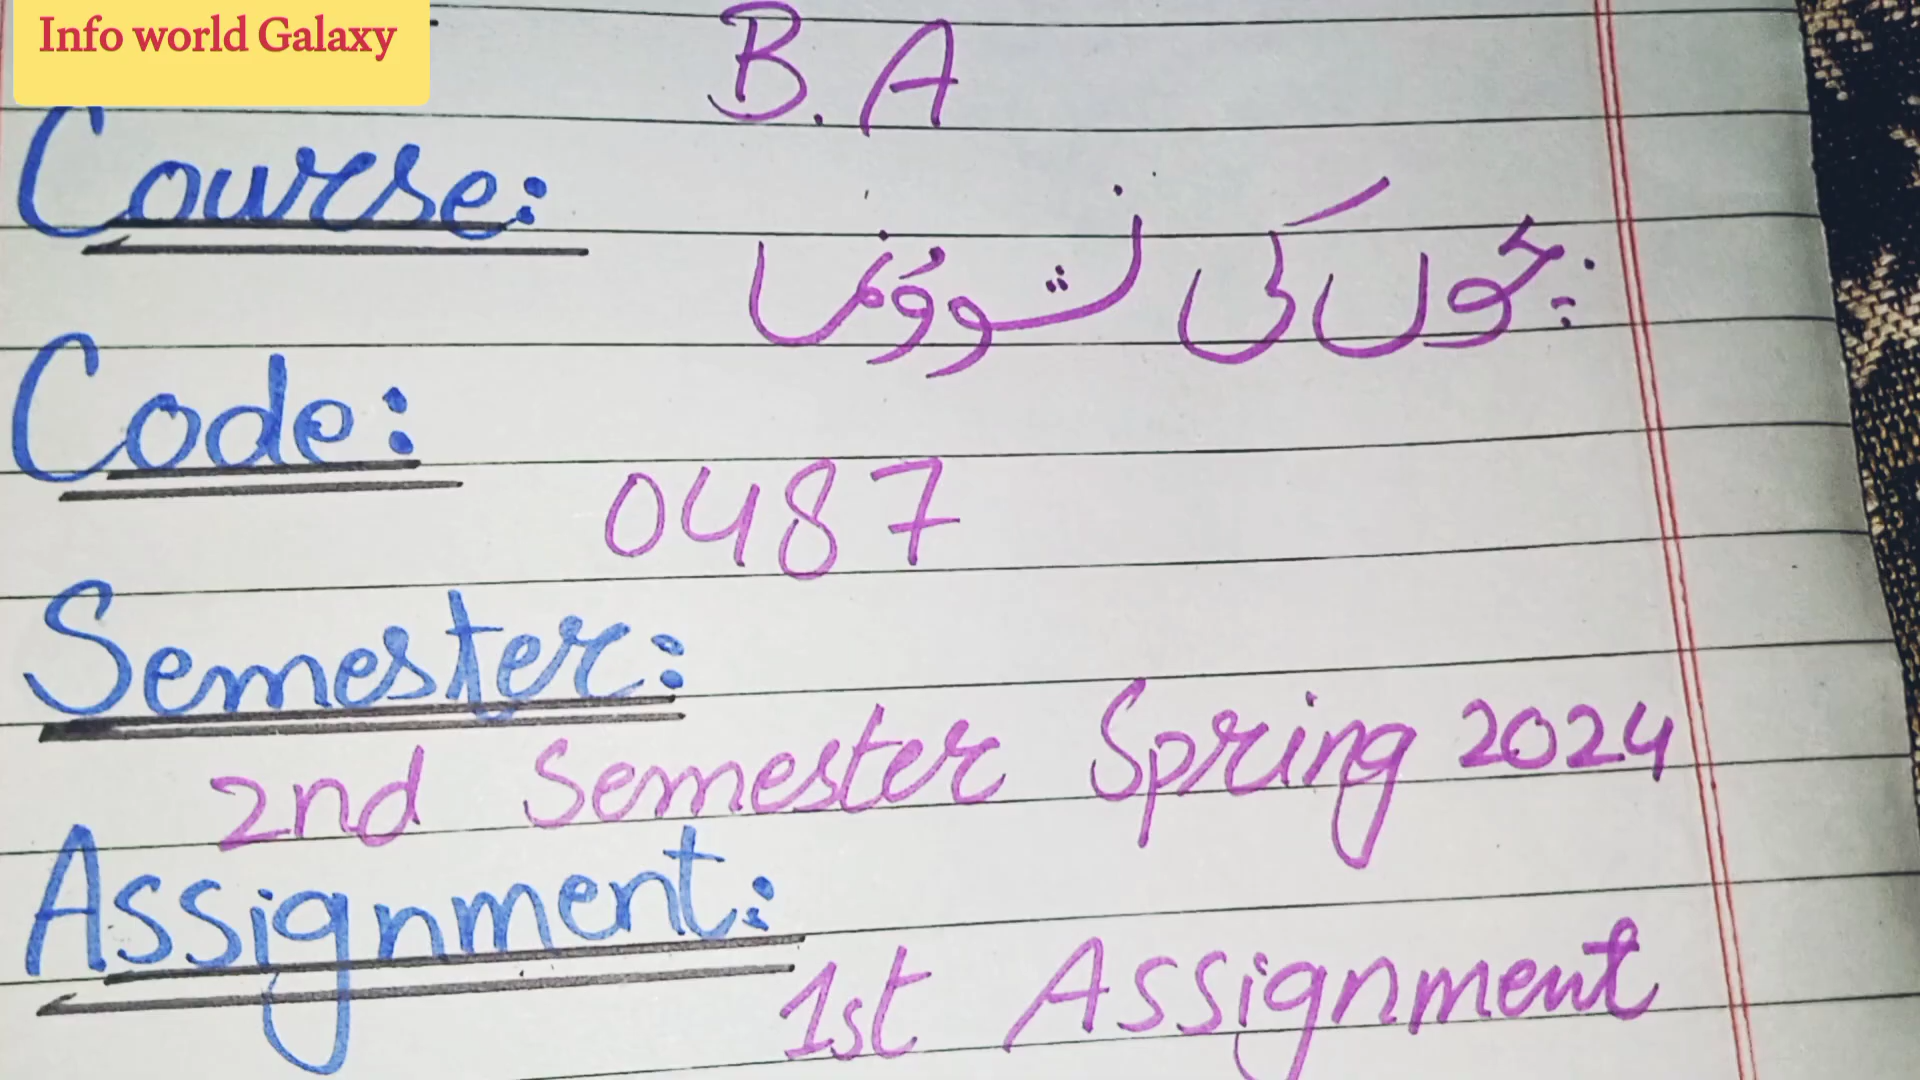 Info world Galaxy
B.A
Course:
بچوں کی نشوونما
Code:
0487
Semester:
2nd Semester Spring 2024
Assignment:
1st Assignment